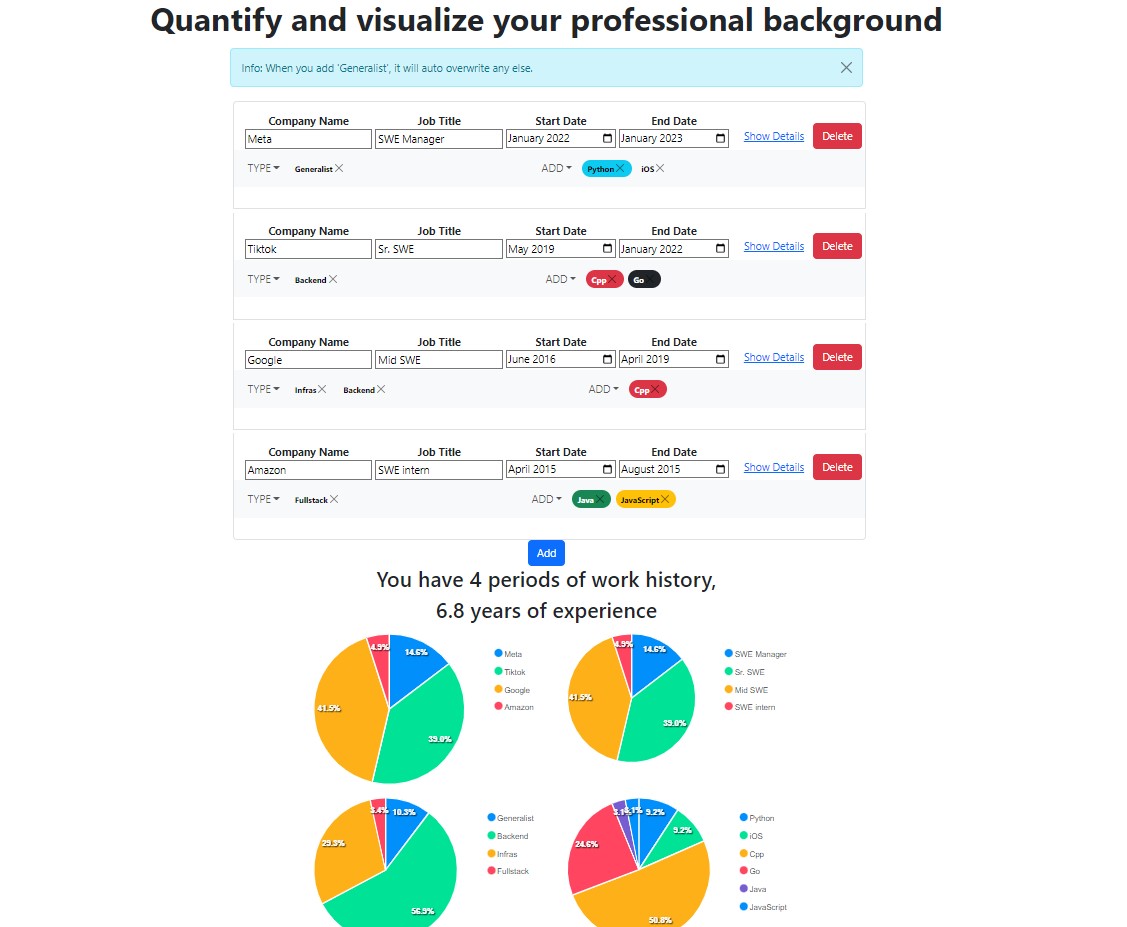 Quantify and visualize your professional background
Info: When you add 'Generalist', it will auto overwrite any else.
Company Name Job Title Start Date End Date
Meta SWE Manager January 2022 January 2023 Show Details Delete
TYPE Generalist ADD Python iOS
Company Name Job Title Start Date End Date
Tiktok Sr. SWE May 2019 January 2022 Show Details Delete
TYPE Backend ADD Cpp Go
Company Name Job Title Start Date End Date
Google Mid SWE June 2016 April 2019 Show Details Delete
TYPE Infras Backend ADD Cpp
Company Name Job Title Start Date End Date
Amazon SWE intern April 2015 August 2015 Show Details Delete
TYPE Fullstack ADD Java JavaScript
Add
You have 4 periods of work history,
6.8 years of experience
4.9% 14.6% 41.5% 39.0%
Meta
Tiktok
Google
Amazon
4.9% 14.6% 41.5% 39.0%
SWE Manager
Sr. SWE
Mid SWE
SWE intern
3.4% 10.3% 29.3% 56.9%
Generalist
Backend
Infras
Fullstack
9.2% 9.2% 24.6% 50.8%
Python
iOS
Cpp
Go
Java
JavaScript